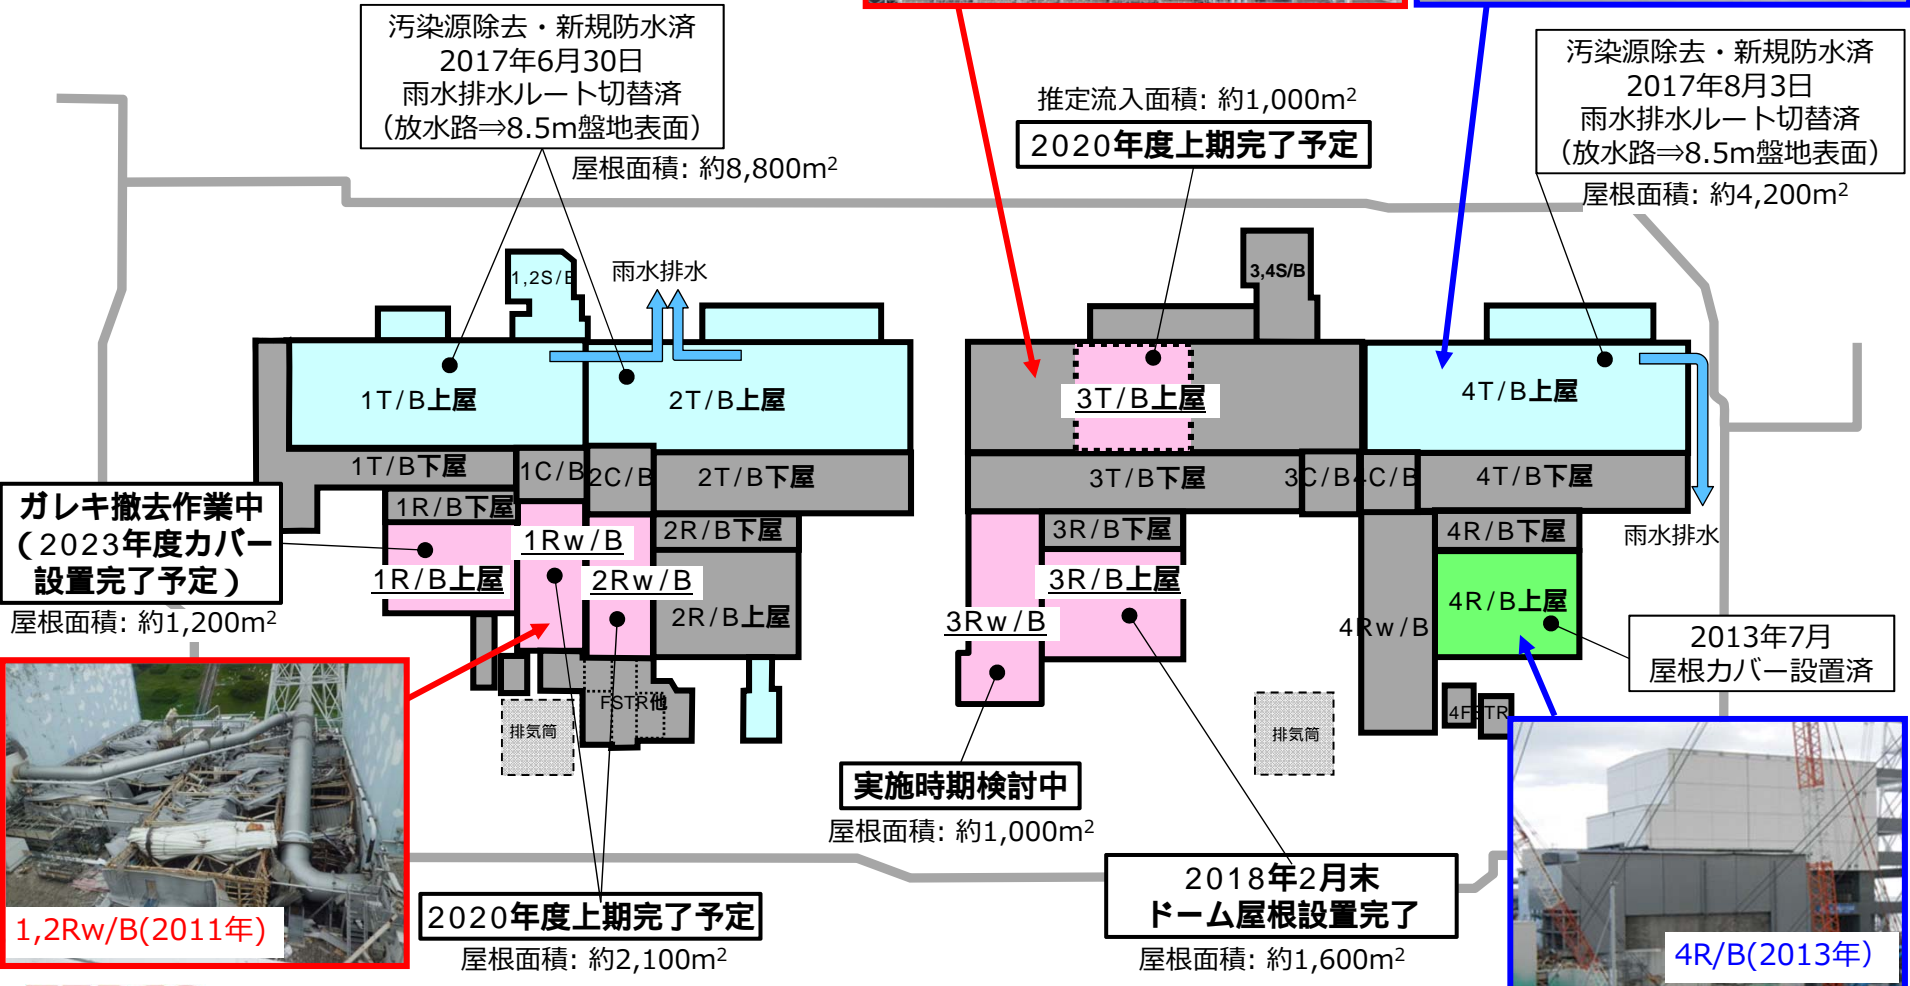 汚染源除去・新規防水済
2017年6月30日
雨水排水ルート切替済
（放水路⇒8.5m盤地表面）
屋根面積: 約8,800m²
推定流入面積: 約1,000m²
2020年度上期完了予定
汚染源除去・新規防水済
2017年8月3日
雨水排水ルート切替済
（放水路⇒8.5m盤地表面）
屋根面積: 約4,200m²
1,2S/B
雨水排水
3,4S/B
1T/B上屋
2T/B上屋
3T/B上屋
4T/B上屋
1T/B下屋
1C/B
2C/B
2T/B下屋
3T/B下屋
3C/B
4C/B
4T/B下屋
ガレキ撤去作業中
（2023年度カバー
設置完了予定）
屋根面積: 約1,200m²
1R/B下屋
1Rw/B
2R/B下屋
3R/B下屋
4R/B下屋
雨水排水
1R/B上屋
2Rw/B
2R/B上屋
3R/B上屋
3Rw/B
4Rw/B
4R/B上屋
2013年7月
屋根カバー設置済
FSTR他
排気筒
排気筒
4FSTR
実施時期検討中
屋根面積: 約1,000m²
2020年度上期完了予定
屋根面積: 約2,100m²
2018年2月末
ドーム屋根設置完了
屋根面積: 約1,600m²
1,2Rw/B(2011年)
4R/B(2013年）